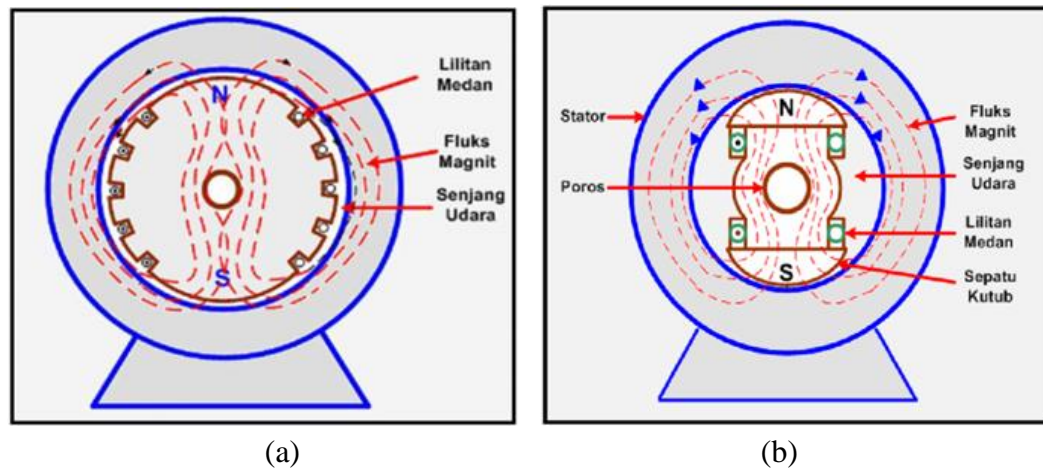 N
S
Lilitan
Medan
Fluks
Magnit
Senjang
Udara
(a)
N
S
Stator
Poros
Fluks
Magnit
Senjang
Udara
Lilitan
Medan
Sepatu
Kutub
(b)